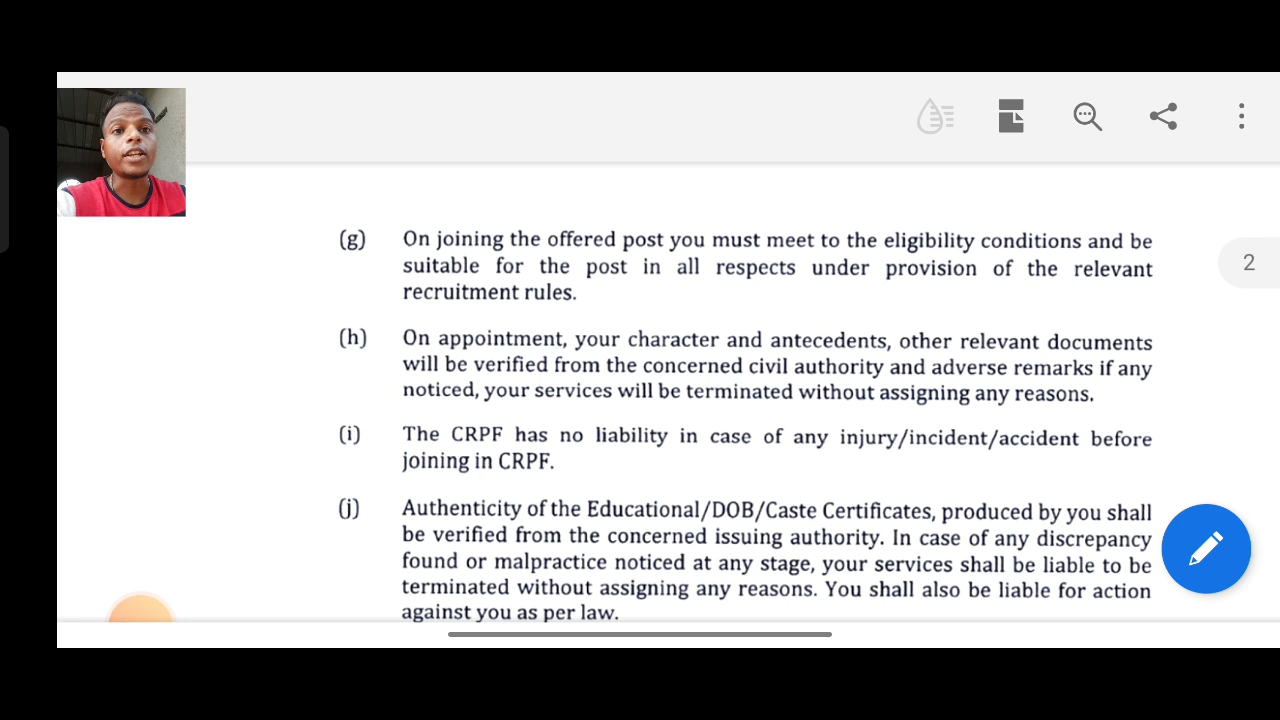 (g) On joining the offered post you must meet to the eligibility conditions and be
suitable for the post in all respects under provision of the relevant
recruitment rules.
2
(h) On appointment, your character and antecedents, other relevant documents
will be verified from the concerned civil authority and adverse remarks if any
noticed, your services will be terminated without assigning any reasons.
(i) The CRPF has no liability in case of any injury/incident/accident before
joining in CRPF.
(j) Authenticity of the Educational/DOB/Caste Certificates, produced by you shall
be verified from the concerned issuing authority. In case of any discrepancy
found or malpractice noticed at any stage, your services shall be liable to be
terminated without assigning any reasons. You shall also be liable for action
against you as per law.